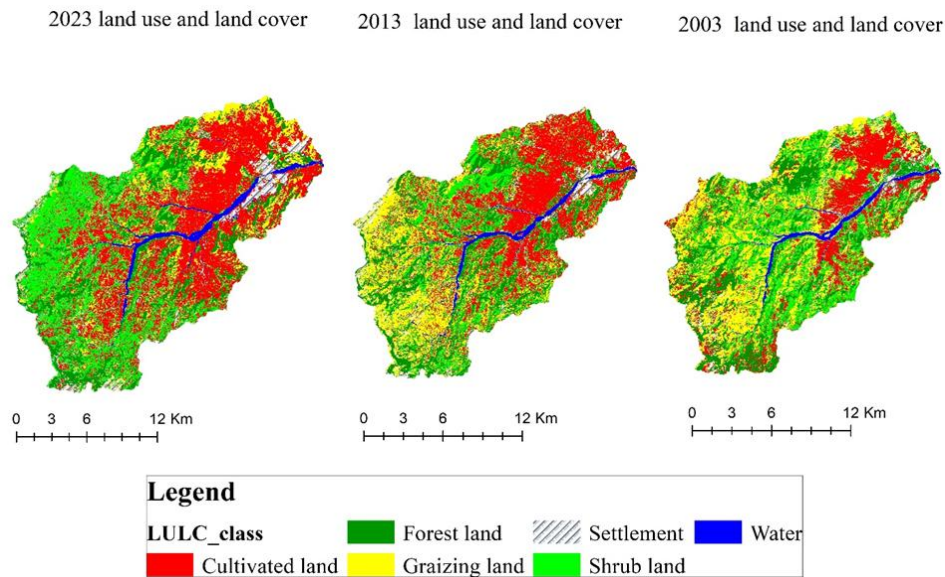 2023 land use and land cover
2013 land use and land cover
2003 land use and land cover
0 3 6 12 Km
0 3 6 12 Km
0 3 6 12 Km
Legend
LULC_class
Forest land
Settlement
Water
Cultivated land
Graizing land
Shrub land